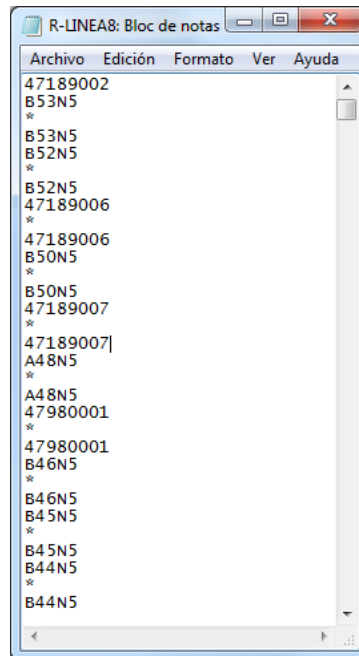 R-LINEA8: Bloc de notas
Archivo Edición Formato Ver Ayuda
47189002
B53N5
*
B53N5
B52N5
*
B52N5
47189006
*
47189006
B50N5
*
B50N5
47189007
*
47189007
A48N5
*
A48N5
47980001
*
47980001
B46N5
*
B46N5
B45N5
*
B45N5
B44N5
*
B44N5